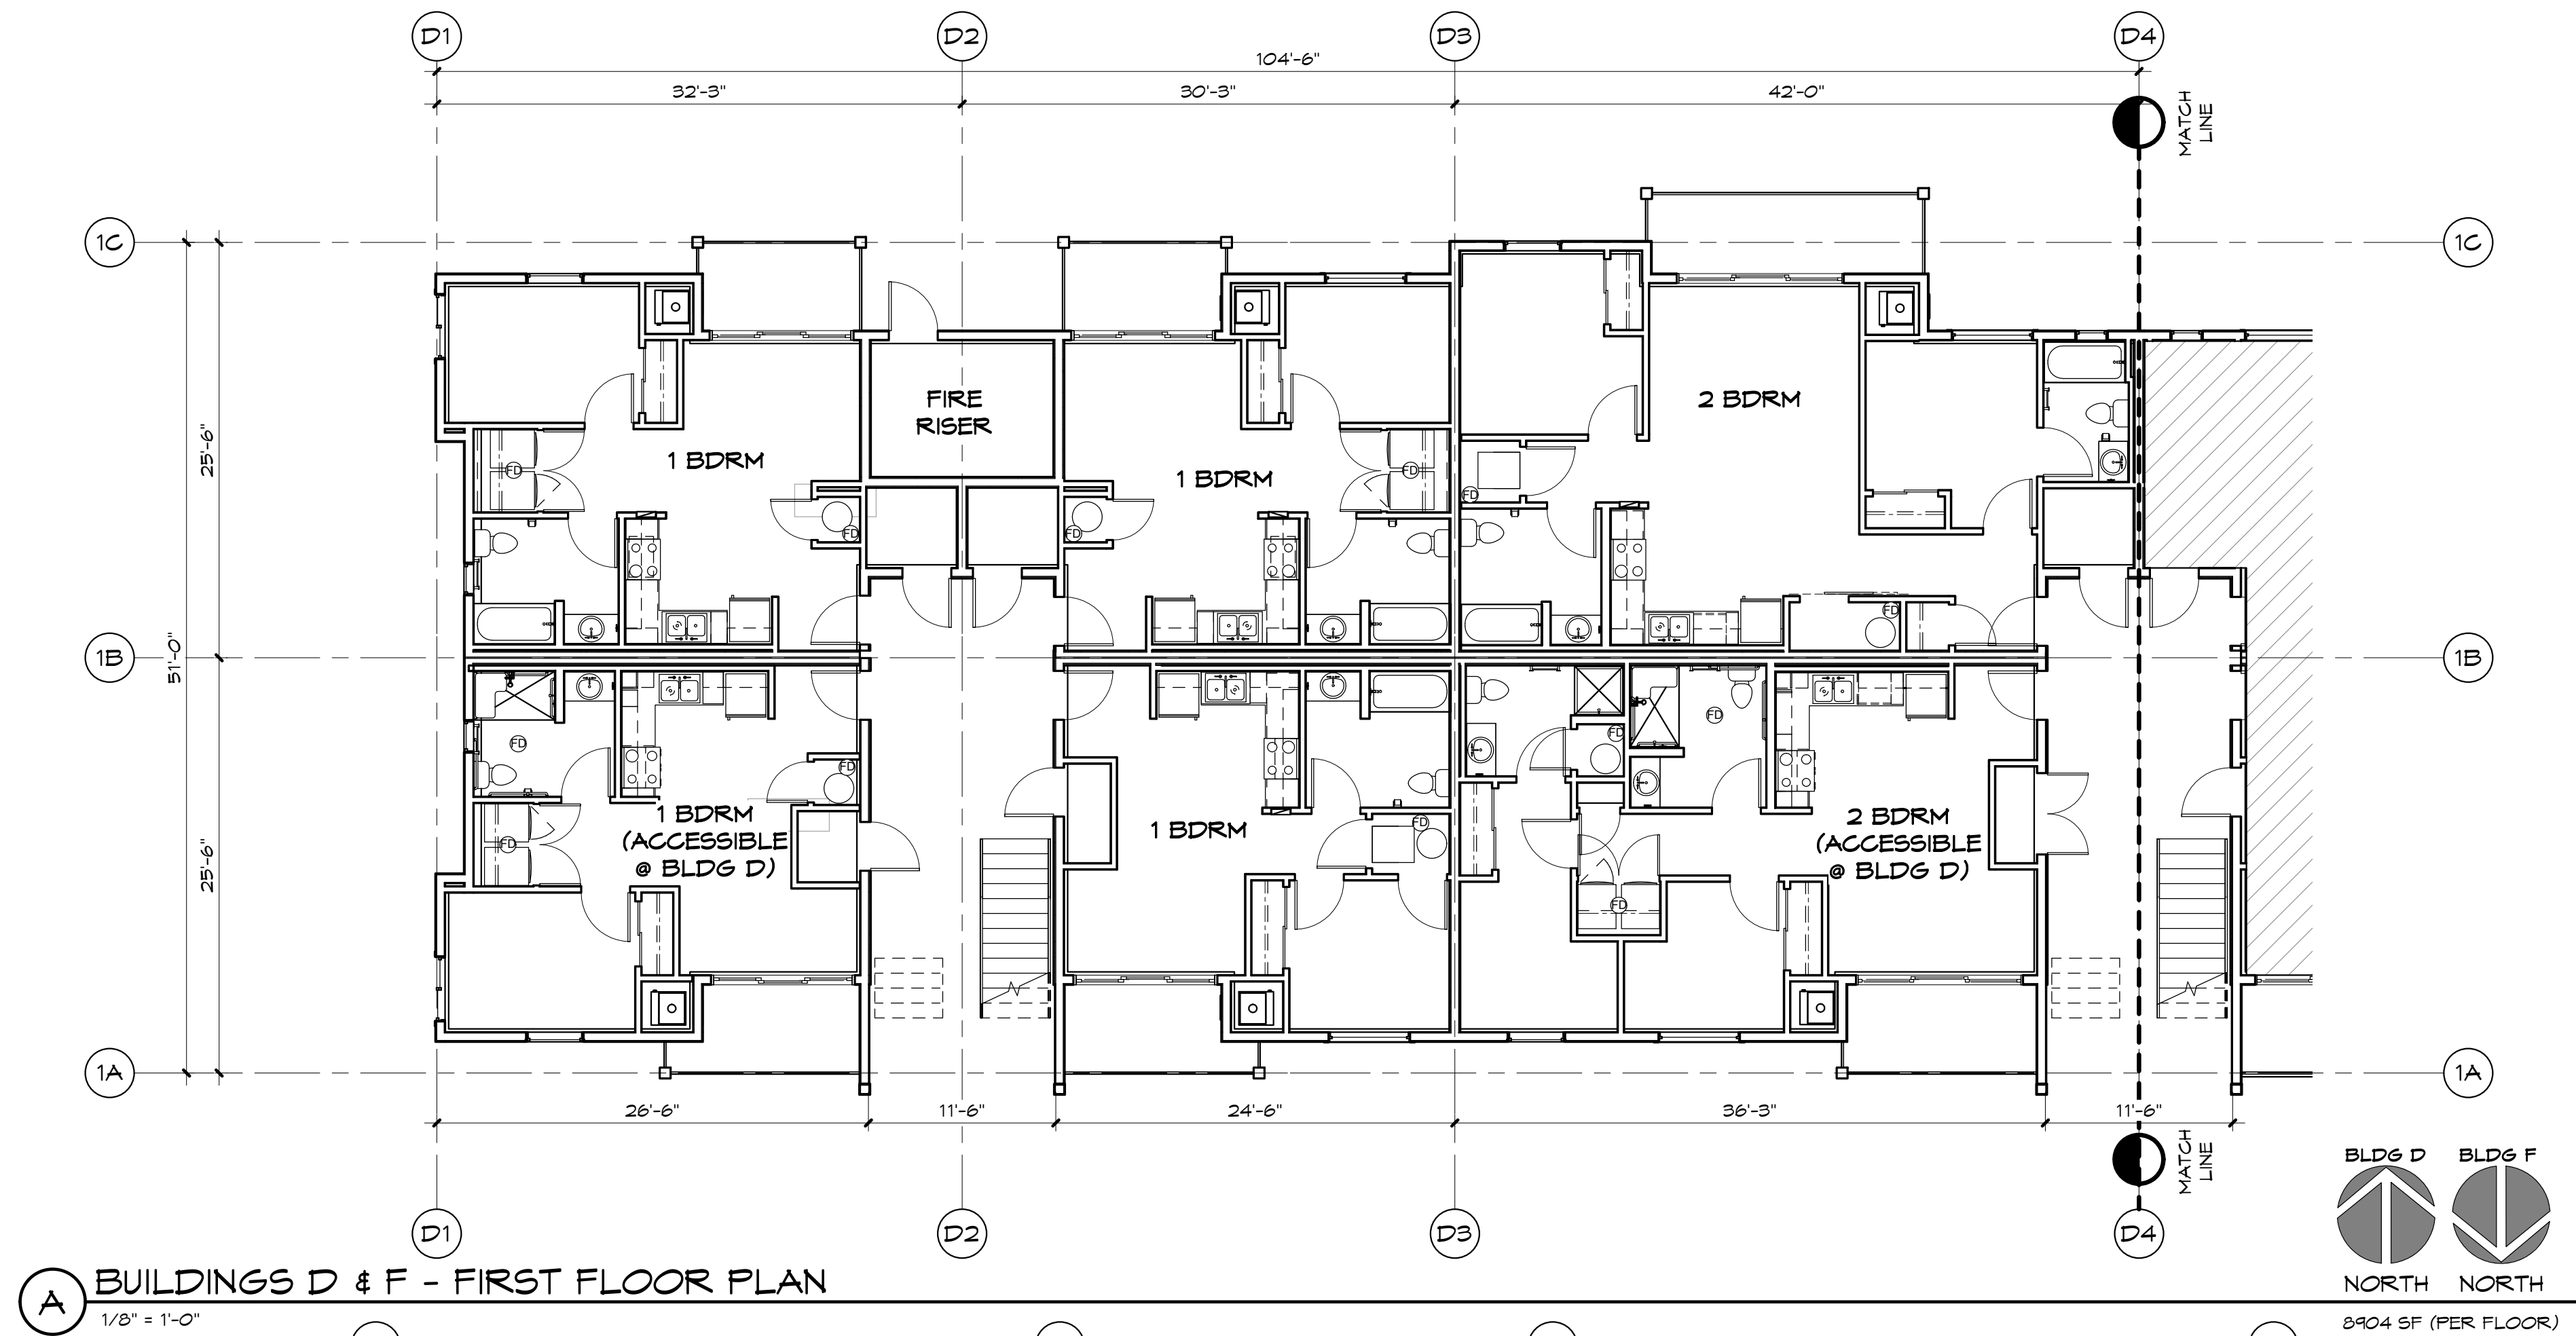 D1
D2
D3
D4
104'-6"
32'-3"
30'-3"
42'-0"
MATCH
LINE
1C
1C
FIRE
RISER
2 BDRM
1 BDRM
1 BDRM
FD
FD
FD
FD
FD
FD
25'-6"
51'-0"
1B
1B
FD
FD
FD
FD
FD
FD
FD
1 BDRM
(ACCESSIBLE
@ BLDG D)
1 BDRM
2 BDRM
(ACCESSIBLE
@ BLDG D)
25'-6"
1A
1A
26'-6"
11'-6"
24'-6"
36'-3"
11'-6"
MATCH
LINE
BLDG D
BLDG F
D1
D2
D3
D4
NORTH
NORTH
A
BUILDINGS D & F - FIRST FLOOR PLAN
1/8" = 1'-0"
8904 SF (PER FLOOR)